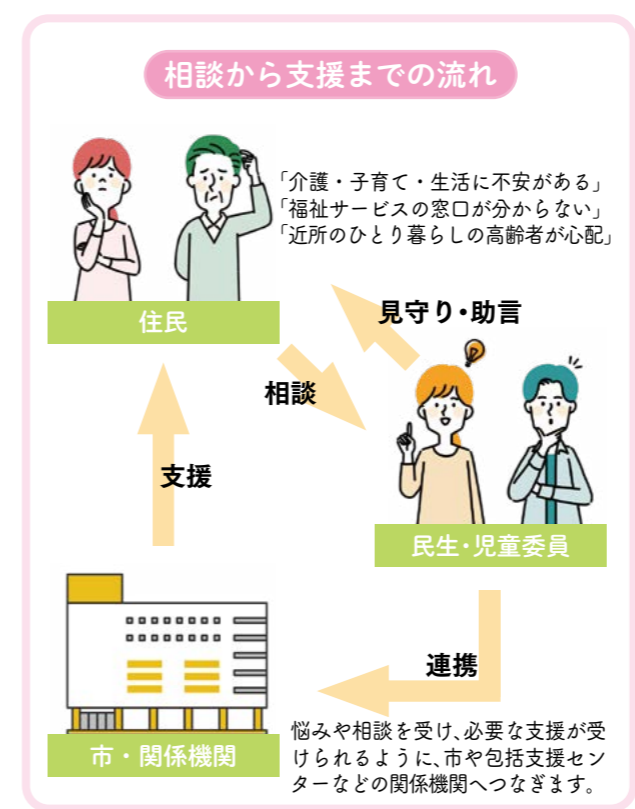 相談から支援までの流れ
「介護・子育て・生活に不安がある」
「福祉サービスの窓口が分からない」
「近所のひとり暮らしの高齢者が心配」
住民
見守り・助言
相談
支援
民生・児童委員
連携
市・関係機関
悩みや相談を受け、必要な支援が受
けられるように、市や包括支援セン
ターなどの関係機関へつなぎます。